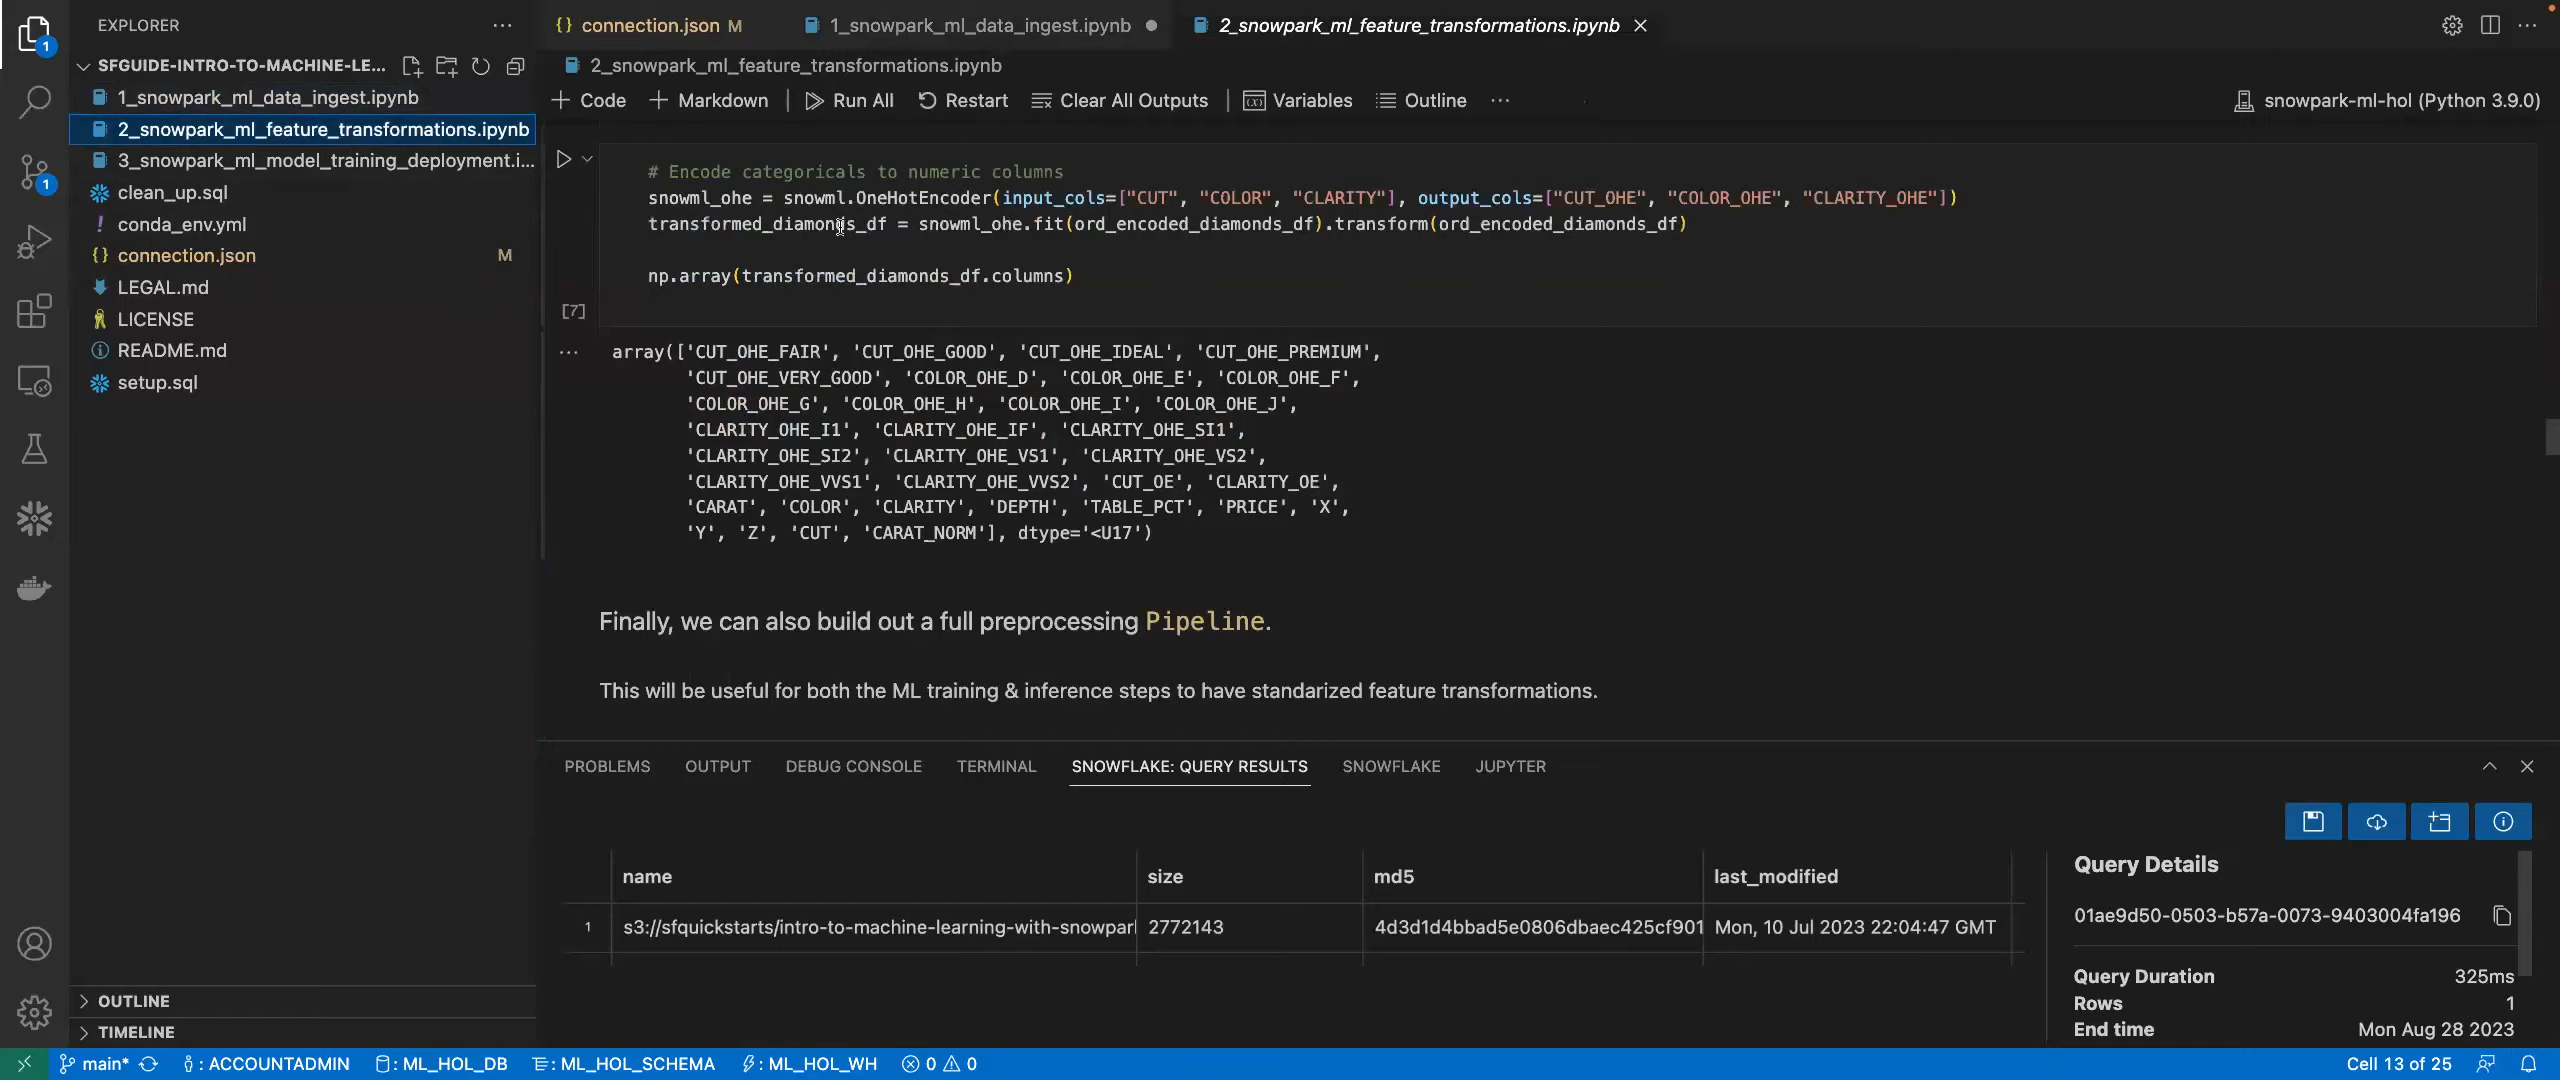 EXPLORER
connection.json M
1_snowpark_ml_data_ingest.ipynb
2_snowpark_ml_feature_transformations.ipynb
1
SFGUIDE-INTRO-TO-MACHINE-LE...
2_snowpark_ml_feature_transformations.ipynb
1_snowpark_ml_data_ingest.ipynb
2_snowpark_ml_feature_transformations.ipynb
3_snowpark_ml_model_training_deployment.i...
1
clean_up.sql
conda_env.yml
connection.json M
LEGAL.md
LICENSE
README.md
setup.sql
+ Code + Markdown | Run All Restart Clear All Outputs | Variables Outline ...
snowpark-ml-hol (Python 3.9.0)
# Encode categoricals to numeric columns
snowml_ohe = snowml.OneHotEncoder(input_cols=["CUT", "COLOR", "CLARITY"], output_cols=["CUT_OHE", "COLOR_OHE", "CLARITY_OHE"])
transformed_diamonds_df = snowml_ohe.fit(ord_encoded_diamonds_df).transform(ord_encoded_diamonds_df)
np.array(transformed_diamonds_df.columns)
[7]
array(['CUT_OHE_FAIR', 'CUT_OHE_GOOD', 'CUT_OHE_IDEAL', 'CUT_OHE_PREMIUM',
'CUT_OHE_VERY_GOOD', 'COLOR_OHE_D', 'COLOR_OHE_E', 'COLOR_OHE_F',
'COLOR_OHE_G', 'COLOR_OHE_H', 'COLOR_OHE_I', 'COLOR_OHE_J',
'CLARITY_OHE_I1', 'CLARITY_OHE_IF', 'CLARITY_OHE_SI1',
'CLARITY_OHE_SI2', 'CLARITY_OHE_VS1', 'CLARITY_OHE_VS2',
'CLARITY_OHE_VVS1', 'CLARITY_OHE_VVS2', 'CUT_OE', 'CLARITY_OE',
'CARAT', 'COLOR', 'CLARITY', 'DEPTH', 'TABLE_PCT', 'PRICE', 'X',
'Y', 'Z', 'CUT', 'CARAT_NORM'], dtype='<U17')
Finally, we can also build out a full preprocessing Pipeline.
This will be useful for both the ML training & inference steps to have standarized feature transformations.
PROBLEMS OUTPUT DEBUG CONSOLE TERMINAL SNOWFLAKE: QUERY RESULTS SNOWFLAKE JUPYTER
name size md5 last_modified
1 s3://sfquickstarts/intro-to-machine-learning-with-snowpar 2772143 4d3d1d4bbad5e0806dbaec425cf901 Mon, 10 Jul 2023 22:04:47 GMT
Query Details
01ae9d50-0503-b57a-0073-9403004fa196
Query Duration 325ms
Rows 1
End time Mon Aug 28 2023
OUTLINE
TIMELINE
main* : ACCOUNTADMIN : ML_HOL_DB : ML_HOL_SCHEMA : ML_HOL_WH 0 0
Cell 13 of 25